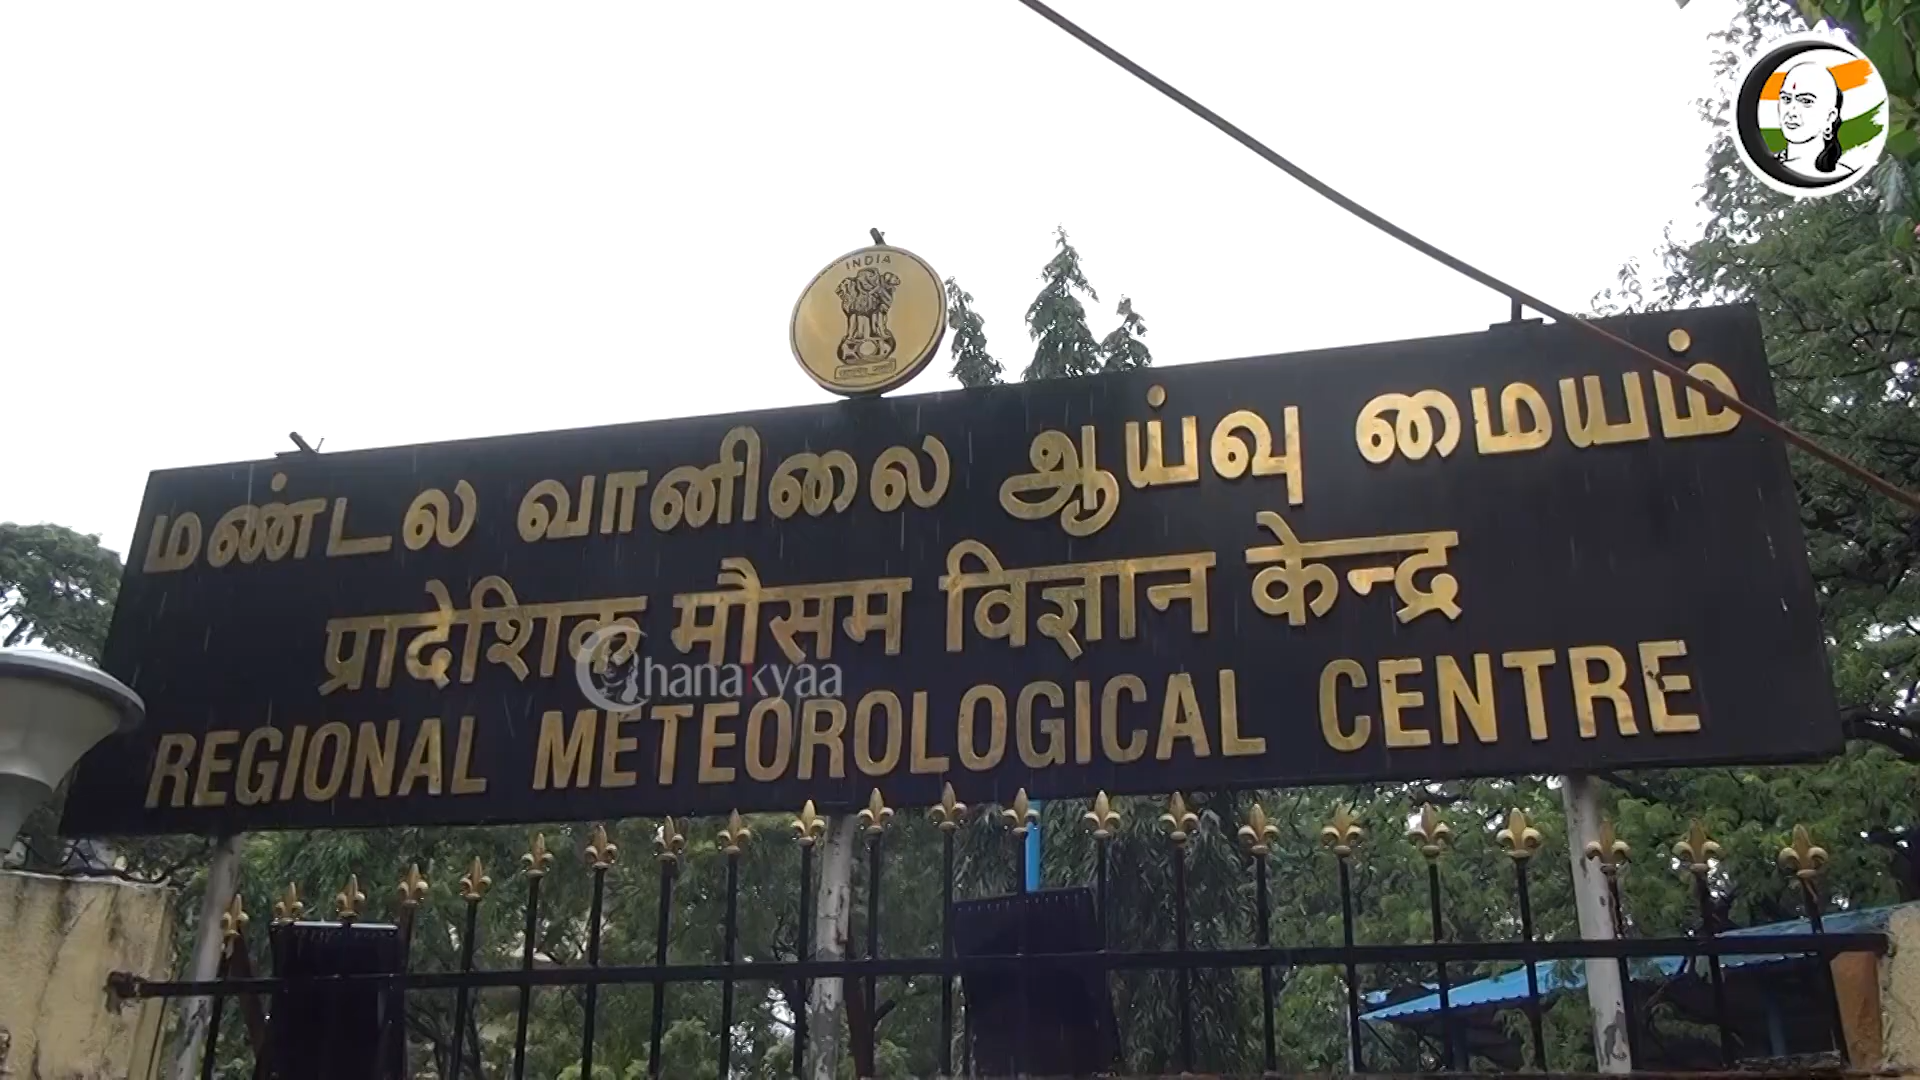 INDIA
மண்டல வானிலை ஆய்வு மையம்
प्रादेशिक मौसम विज्ञान केन्द्र
Chanakyaa
REGIONAL METEOROLOGICAL CENTRE